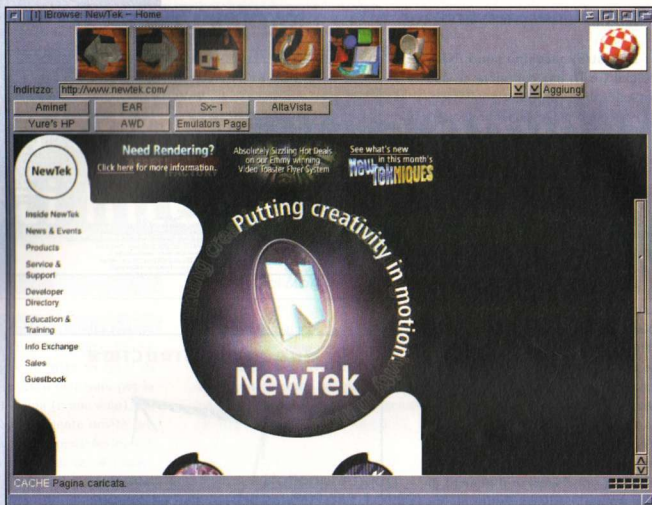 [I] IBrowse: NewTek - Home
Indirizzo: http://www.newtek.com/ Aggiungi
Aminet EAR Sx-1 AltaVista
Yure's HP AWD Emulators Page
NewTek
Need Rendering?
Click here for more information.
Absolutely Sizzling Hot Deals
on our Emmy winning
Video Toaster Flyer System
See what's new
in this month's
NewTekNIQUES
Inside NewTek
News & Events
Products
Service &
Support
Developer
Directory
Education &
Training
Info Exchange
Sales
Guestbook
Putting creativity in motion.
N
NewTek
CACHE Pagina caricata.